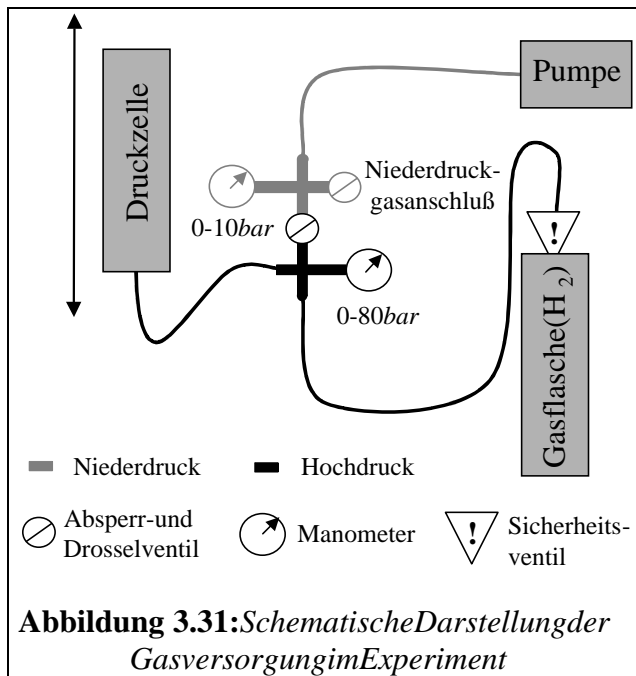 Pumpe
Druckzelle
Niederdruck-
gasanschluß
0-10bar
!
0-80bar
Gasflasche(H2)
Niederdruck
Hochdruck
Absperr-und
Drosselventil
Manometer
!
Sicherheits-
ventil
Abbildung 3.31:SchematischeDarstellungder
GasversorgungimExperiment